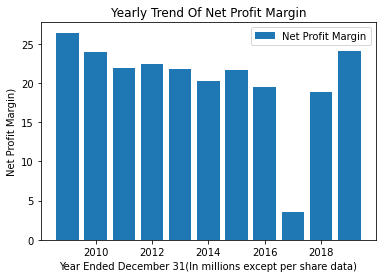 Yearly Trend Of Net Profit Margin
Net Profit Margin
Net Profit Margin)
25
20
15
10
5
0
2010 2012 2014 2016 2018
Year Ended December 31(In millions except per share data)